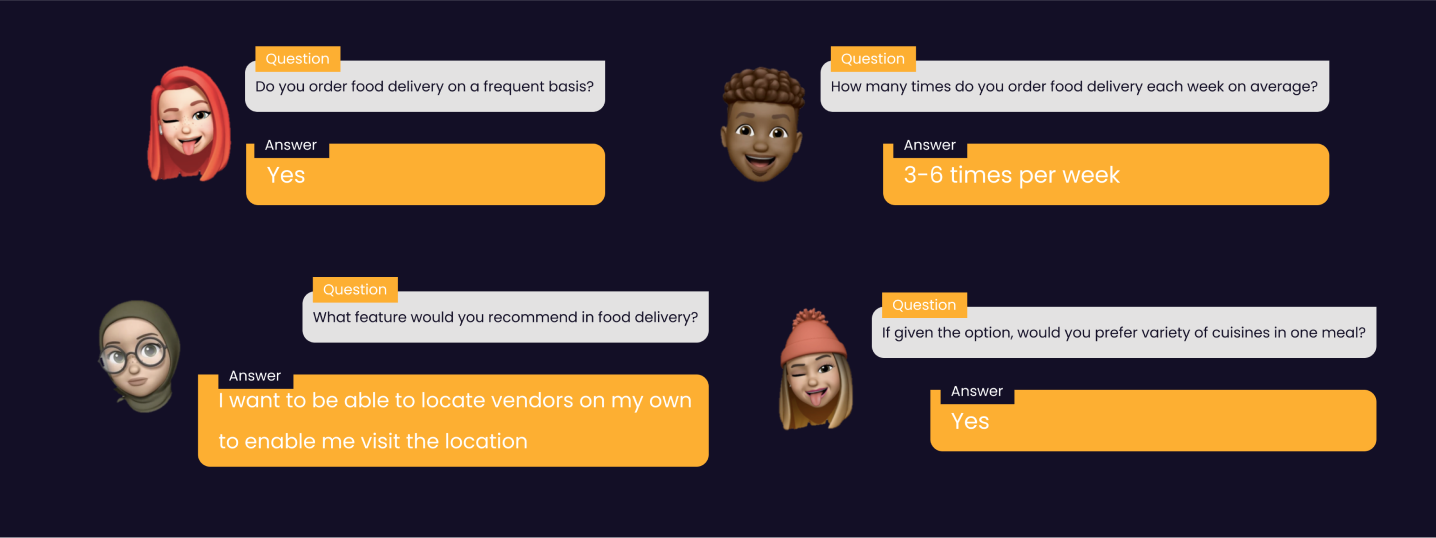 Question
Do you order food delivery on a frequent basis?
Answer
Yes
Question
How many times do you order food delivery each week on average?
Answer
3-6 times per week
Question
What feature would you recommend in food delivery?
Answer
I want to be able to locate vendors on my own
to enable me visit the location
Question
If given the option, would you prefer variety of cuisines in one meal?
Answer
Yes